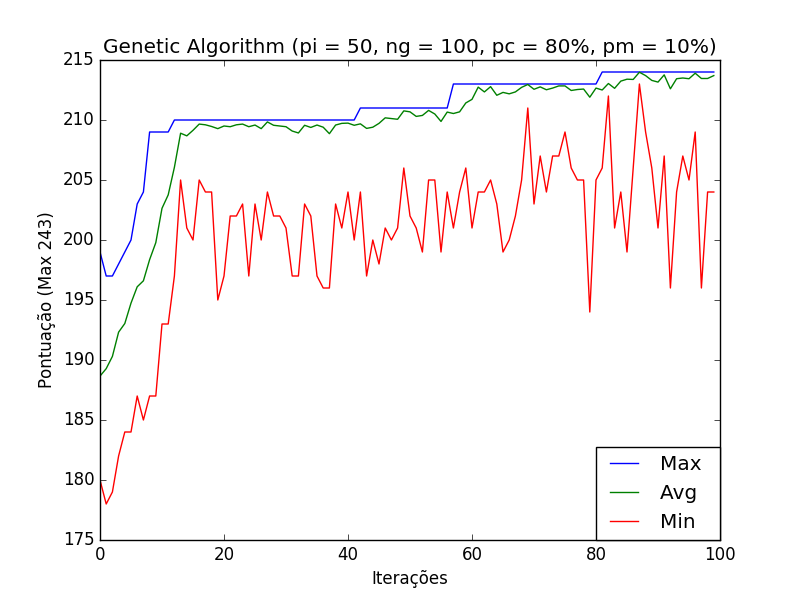 Genetic Algorithm (pi = 50, ng = 100, pc = 80%, pm = 10%)
215
210
205
200
195
190
185
180
175
Pontuação (Max 243)
0 20 40 60 80 100
Iterações
Max
Avg
Min